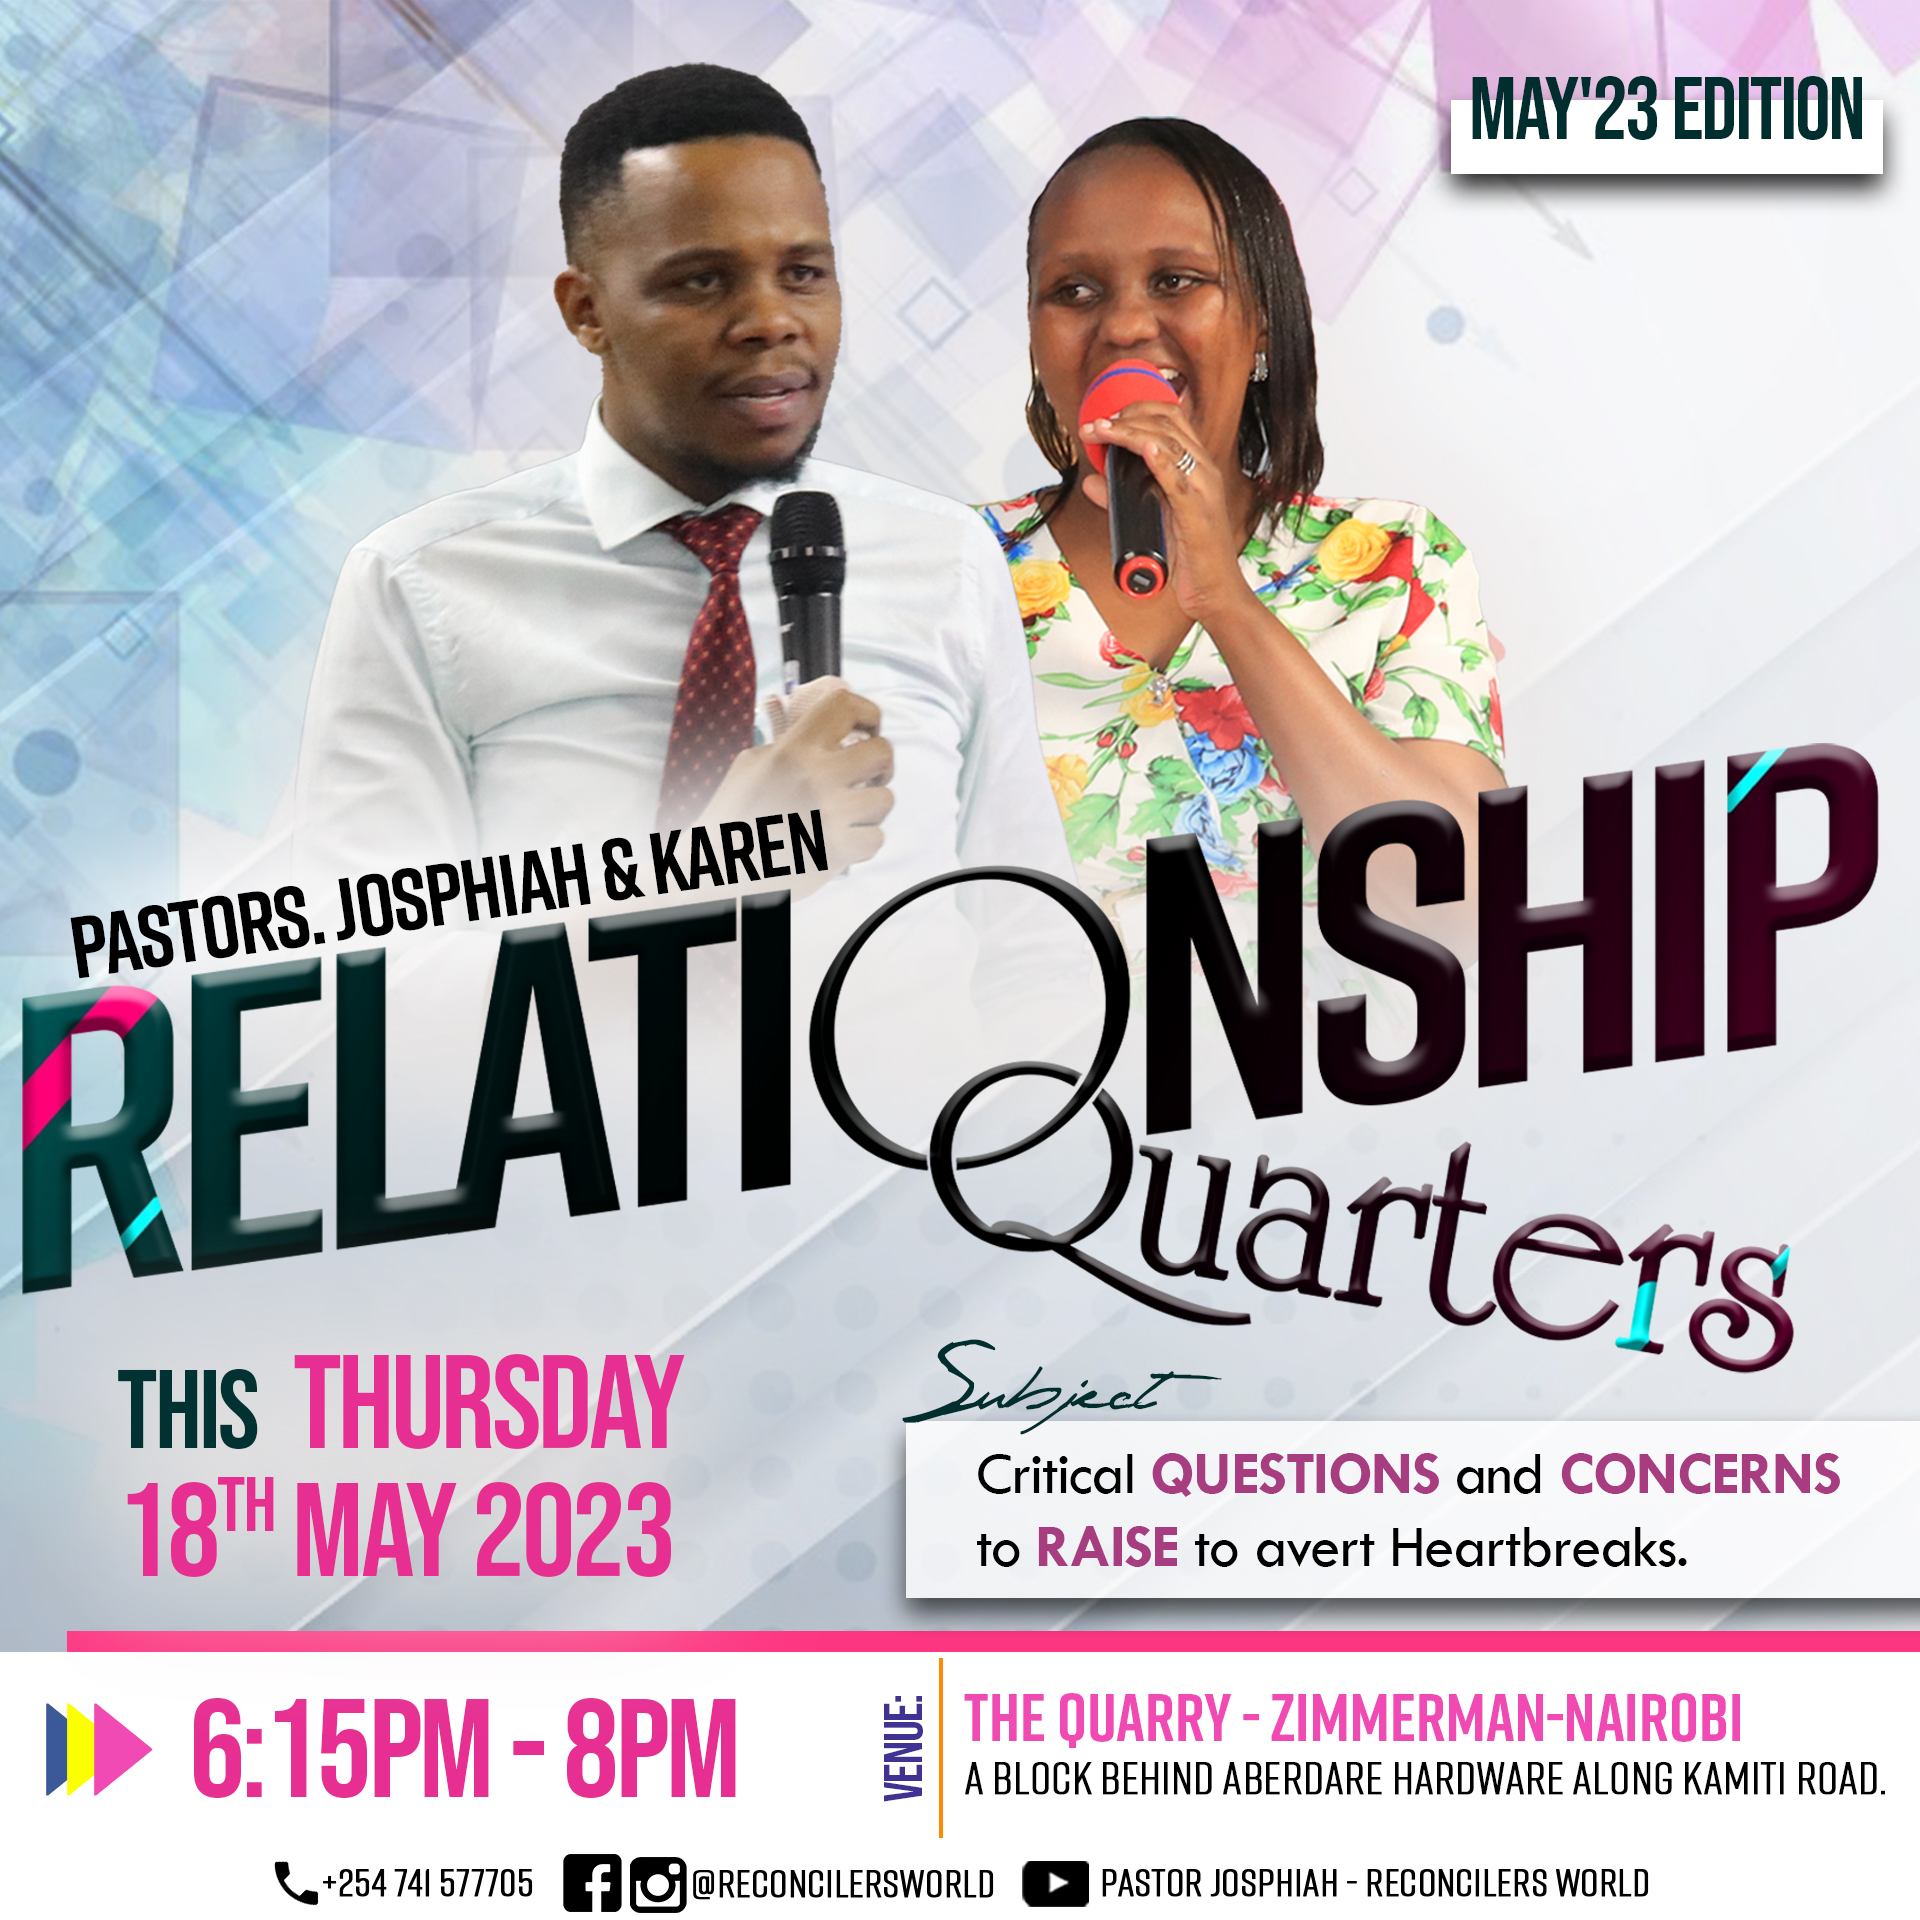 MAY'23 EDITION
PASTORS. JOSPHIAH & KAREN
RELATIONSHIP
Quarters
THIS THURSDAY
18TH MAY 2023
Subject
Critical QUESTIONS and CONCERNS
to RAISE to avert Heartbreaks.
6:15PM - 8PM
VENUE:
THE QUARRY - ZIMMERMAN-NAIROBI
A BLOCK BEHIND ABERDARE HARDWARE ALONG KAMITI ROAD.
+254 741 577705 @RECONCILERSWORLD PASTOR JOSPHIAH - RECONCILERS WORLD